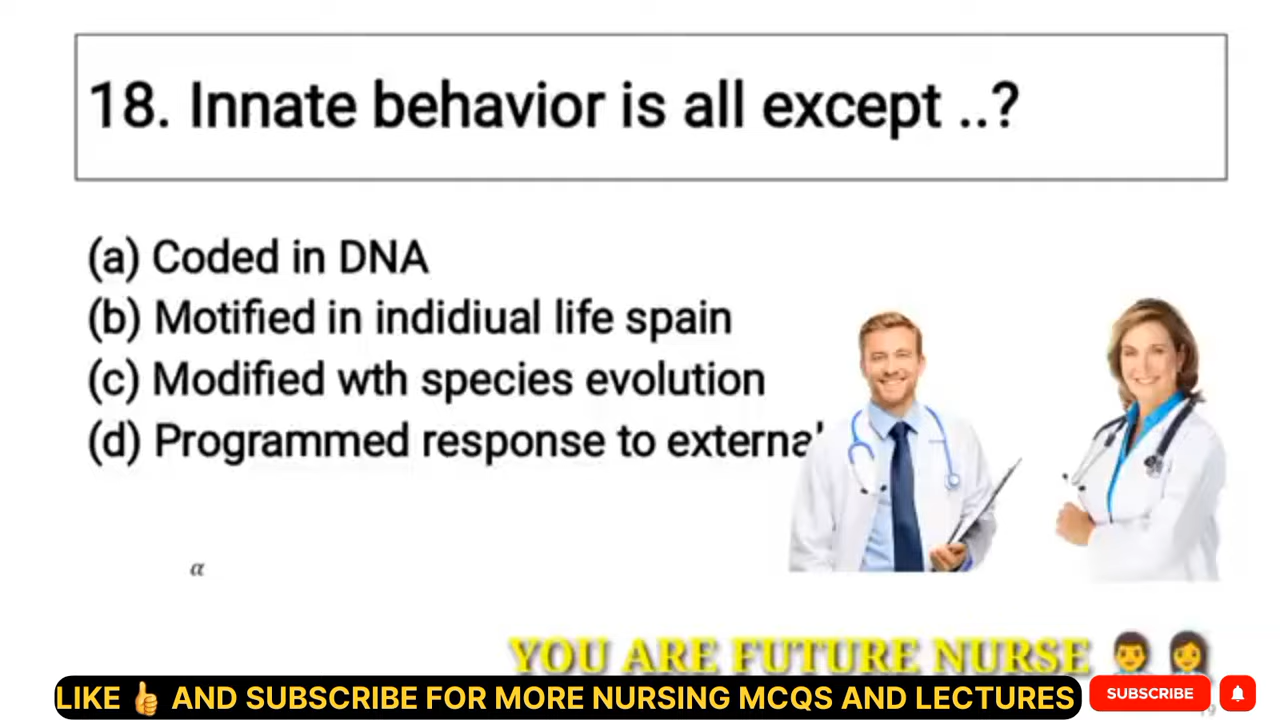 18. Innate behavior is all except ..?
(a) Coded in DNA
(b) Motified in indidiual life spain
(c) Modified wth species evolution
(d) Programmed response to external
α
YOU ARE FUTURE NURSE 👨‍⚕️ 👩‍⚕️
LIKE 👍 AND SUBSCRIBE FOR MORE NURSING MCQS AND LECTURES
SUBSCRIBE